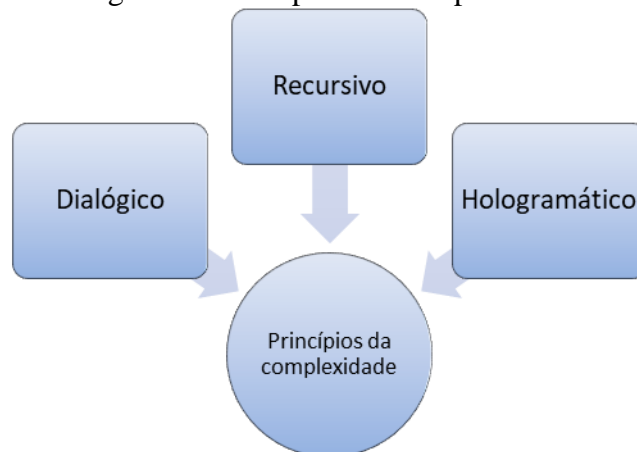 Recursivo
Dialógico
Hologramático
Princípios da
complexidade